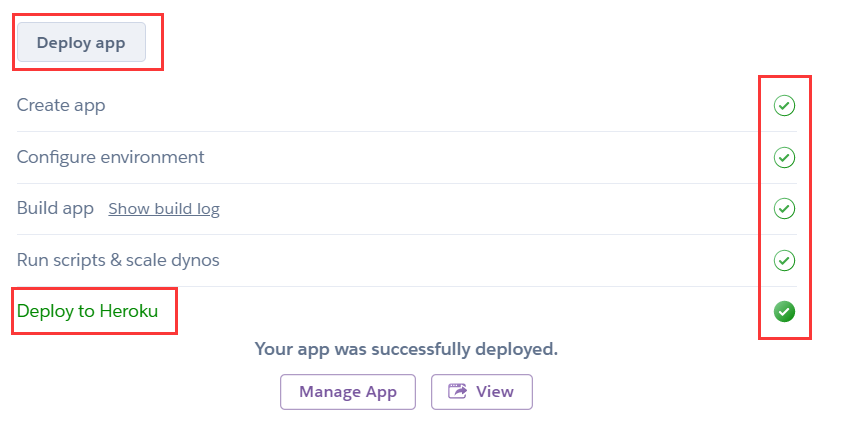 Deploy app
Create app
Configure environment
Build app Show build log
Run scripts & scale dynos
Deploy to Heroku
Your app was successfully deployed.
Manage App View